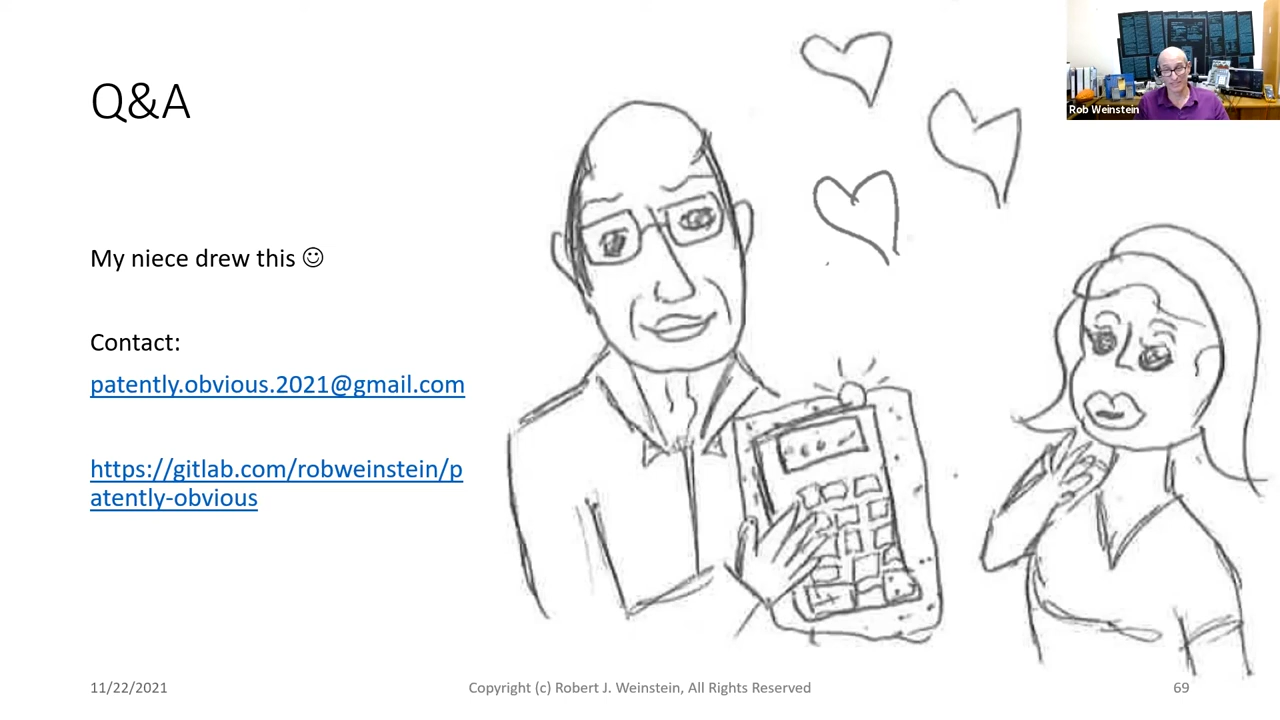 Q&A
Rob Weinstein
My niece drew this ☺
Contact:
patently.obvious.2021@gmail.com
https://gitlab.com/robweinstein/p
atently-obvious
11/22/2021
Copyright (c) Robert J. Weinstein, All Rights Reserved
69